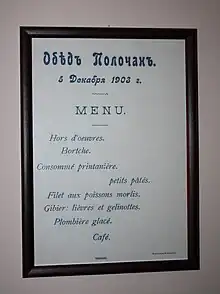 Обѣдъ Полочанъ.
5 Декабря 1903 г.
MENU.
Hors d'oeuvres.
Bortche.
Consommé printanière.
petits pâtés.
Filet aux poissons morlis.
Gibier: lièvres et gelinottes.
Plombière glacé.
Café.